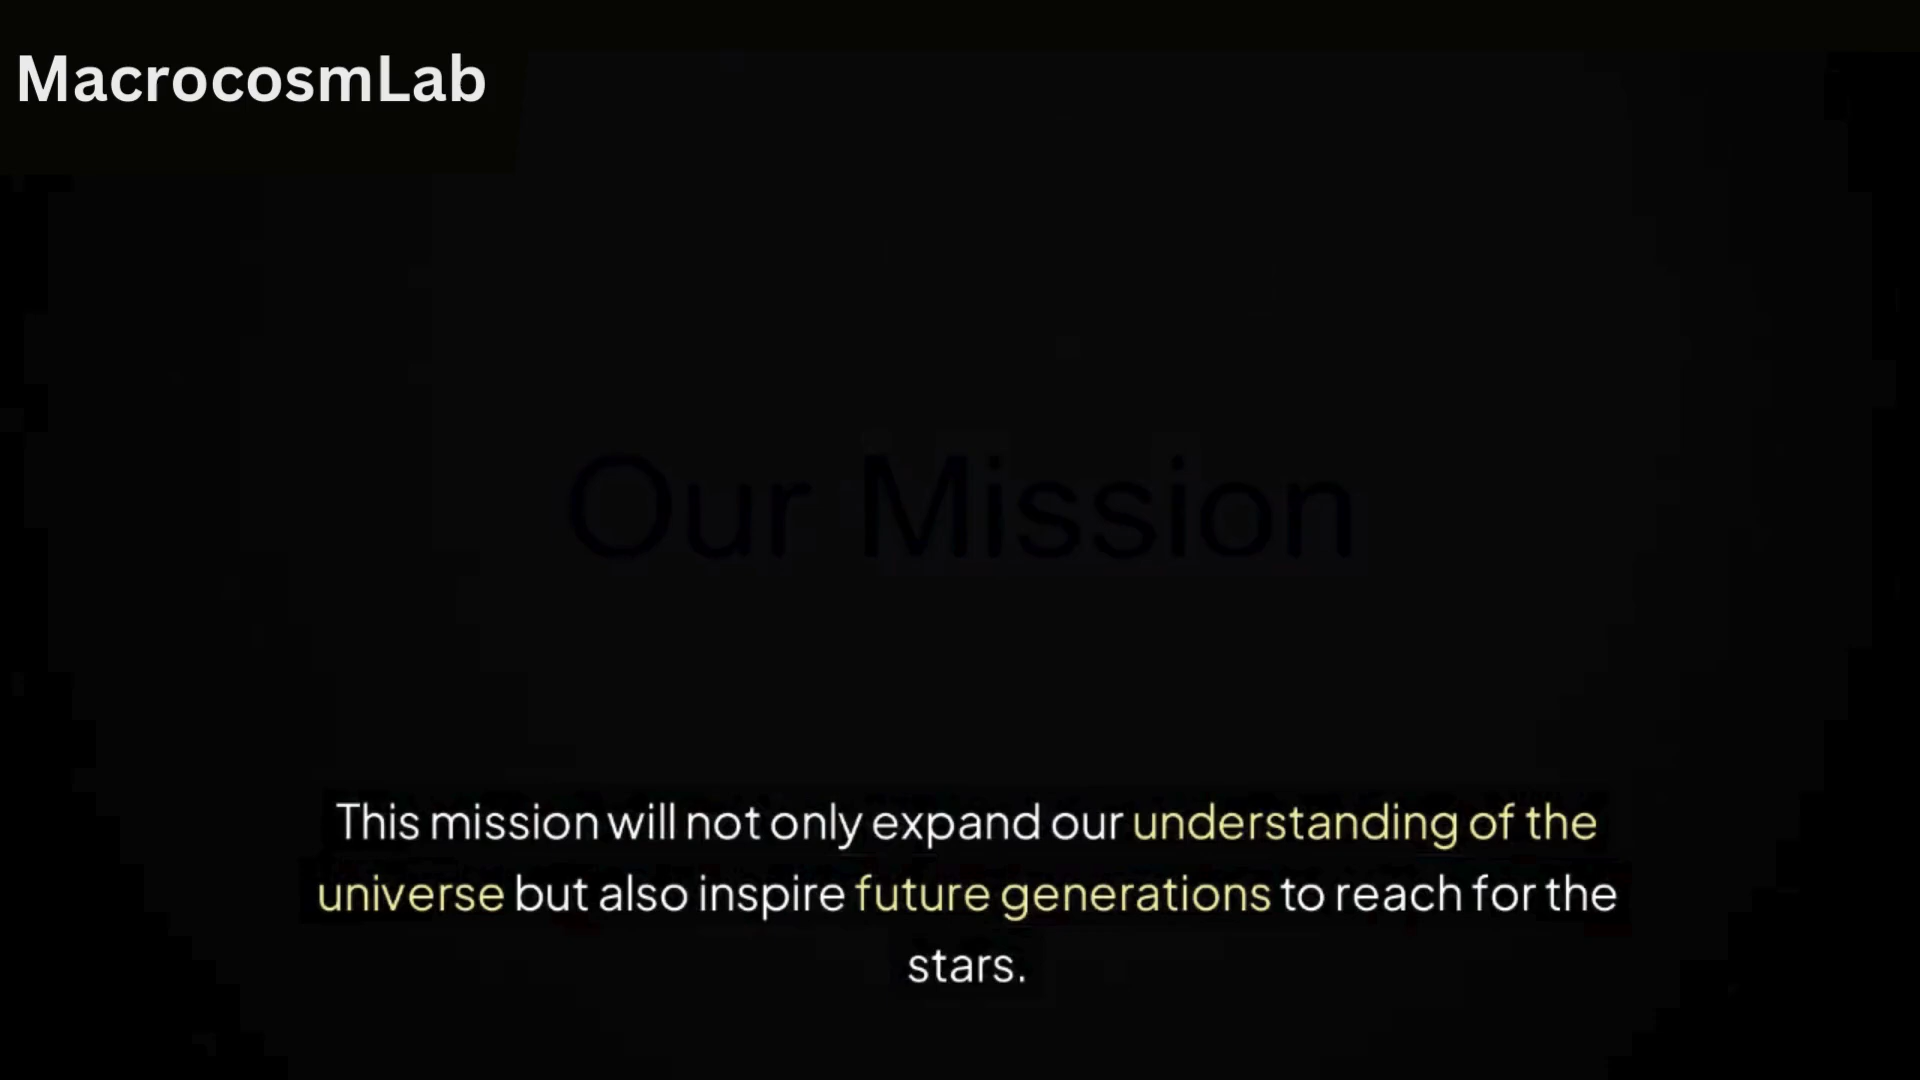 MacrocosmLab
Our Mission
This mission will not only expand our understanding of the
universe but also inspire future generations to reach for the
stars.